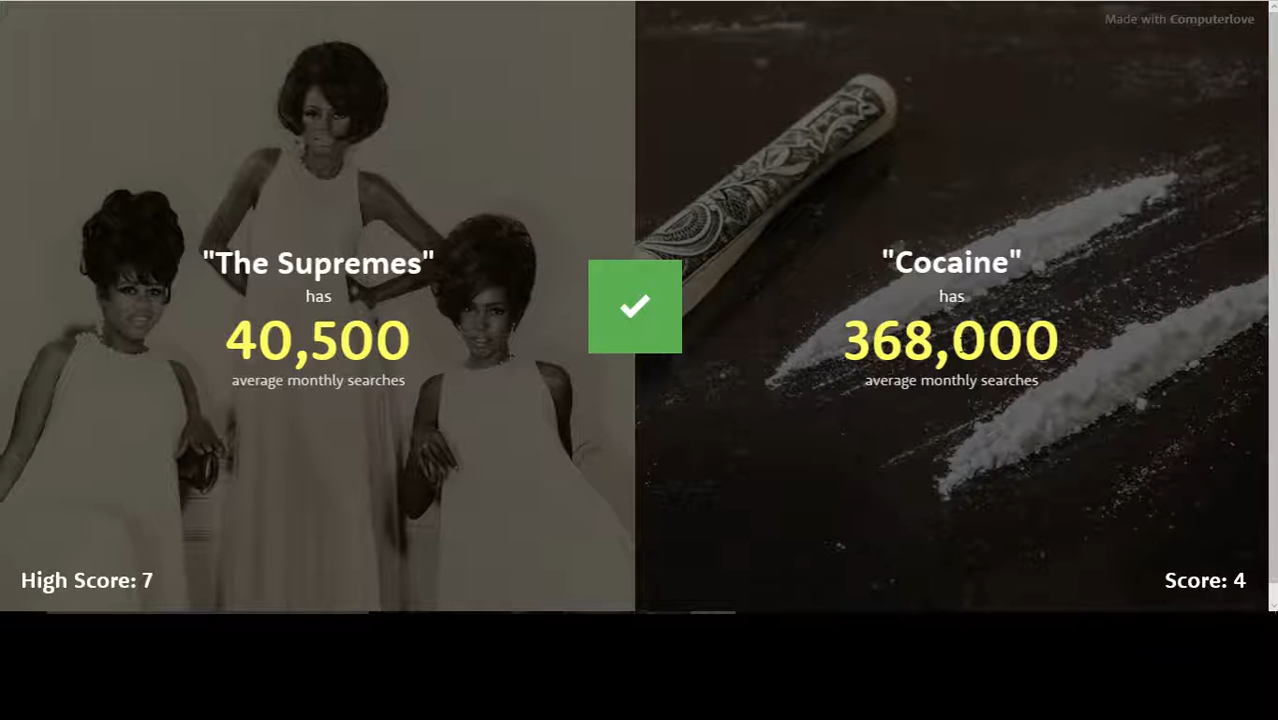 Made with Computerlove
"The Supremes"
has
40,500
average monthly searches
"Cocaine"
has
368,000
average monthly searches
High Score: 7
Score: 4